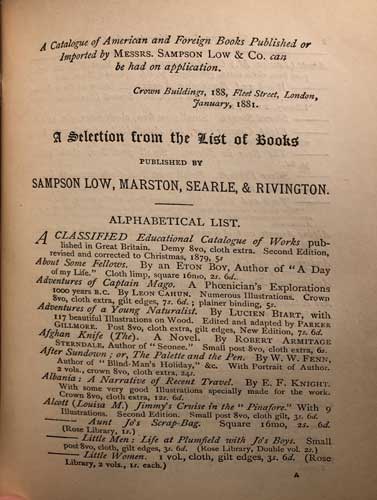 A Catalogue of American and Foreign Books Published or
Imported by MESSRS. SAMPSON LOW & Co. can
be had on application.
Crown Buildings, 188, Fleet Street, London,
January, 1881.
A Selection from the List of Books
PUBLISHED BY
SAMPSON LOW, MARSTON, SEARLE, & RIVINGTON.
ALPHABETICAL LIST.
A CLASSIFIED Educational Catalogue of Works pub-
lished in Great Britain. Demy 8vo, cloth extra. Second Edition,
revised and corrected to Christmas, 1879, 5s
About Some Fellows. By an ETON BOY, Author of "A Day
of my Life." Cloth limp, square 16mo, 2s. 6d.
Adventures of Captain Mago. A Phœnician's Explorations
1000 years B.C. By LEON CAHUN. Numerous Illustrations. Crown
8vo, cloth extra, gilt edges, 7s. 6d.; plainer binding, 5s.
Adventures of a Young Naturalist. By LUCIEN BIART, with
117 beautiful Illustrations on Wood. Edited and adapted by PARKER
GILLMORE. Post 8vo, cloth extra, gilt edges, New Edition, 7s. 6d.
Afghan Knife (The). A Novel. By ROBERT ARMITAGE
STERNDALE, Author of "Seonee." Small post 8vo, cloth extra, 6s.
After Sundown; or, The Palette and the Pen. By W. W. FENN,
Author of "Blind-Man's Holiday," &c. With Portrait of Author.
2 vols., crown 8vo, cloth extra, 24s.
Albania: A Narrative of Recent Travel. By E. F. KNIGHT.
With some very good Illustrations specially made for the work.
Crown 8vo, cloth extra, 12s. 6d.
Alcott (Louisa M.) Jimmy's Cruise in the "Pinafore." With 9
Illustrations. Second Edition. Small post 8vo, cloth gilt, 3s. 6d.
—— Aunt Jo's Scrap-Bag. Square 16mo, 2s. 6d.
(Rose Library, 1s.)
—— Little Men: Life at Plumfield with Jo's Boys. Small
post 8vo, cloth, gilt edges, 3s. 6d. (Rose Library, Double vol. 2s.)
—— Little Women. 1 vol., cloth, gilt edges, 3s. 6d. (Rose
Library, 2 vols., 1s. each.)
A